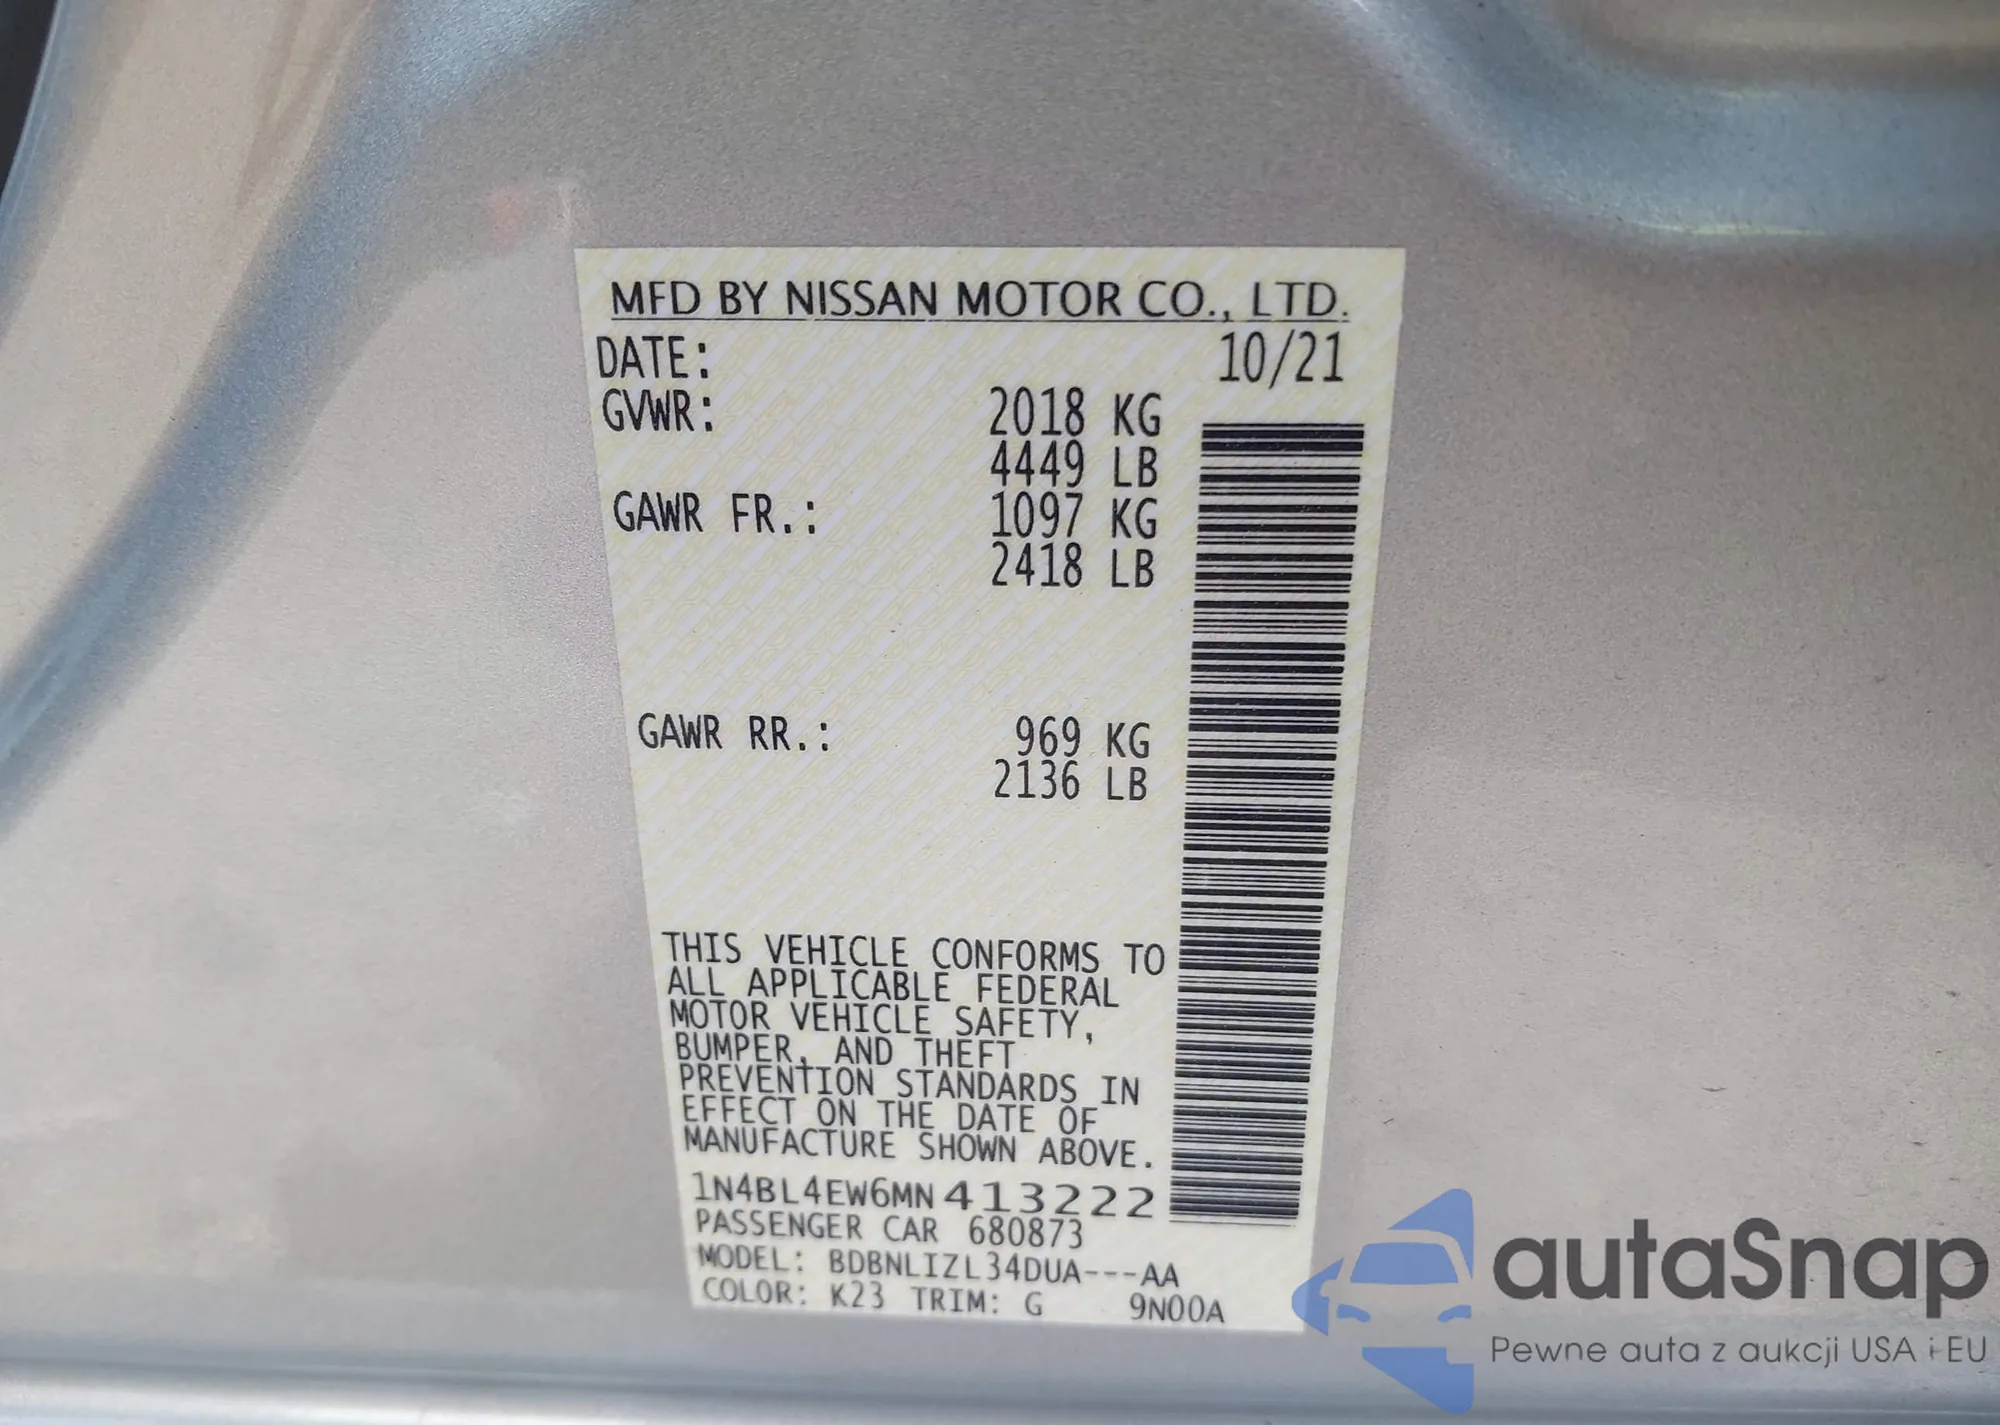 MFD BY NISSAN MOTOR CO., LTD.
DATE: 10/21
GVWR: 2018 KG
4449 LB
GAWR FR.: 1097 KG
2418 LB
GAWR RR.: 969 KG
2136 LB
THIS VEHICLE CONFORMS TO
ALL APPLICABLE FEDERAL
MOTOR VEHICLE SAFETY,
BUMPER, AND THEFT
PREVENTION STANDARDS IN
EFFECT ON THE DATE OF
MANUFACTURE SHOWN ABOVE.
1N4BL4EW6MN413222
PASSENGER CAR 680873
MODEL: BDBNLIZL34DUA---AA
COLOR: K23 TRIM: G 9N00A
autaSnap
Pewne auta z aukcji USA i EU